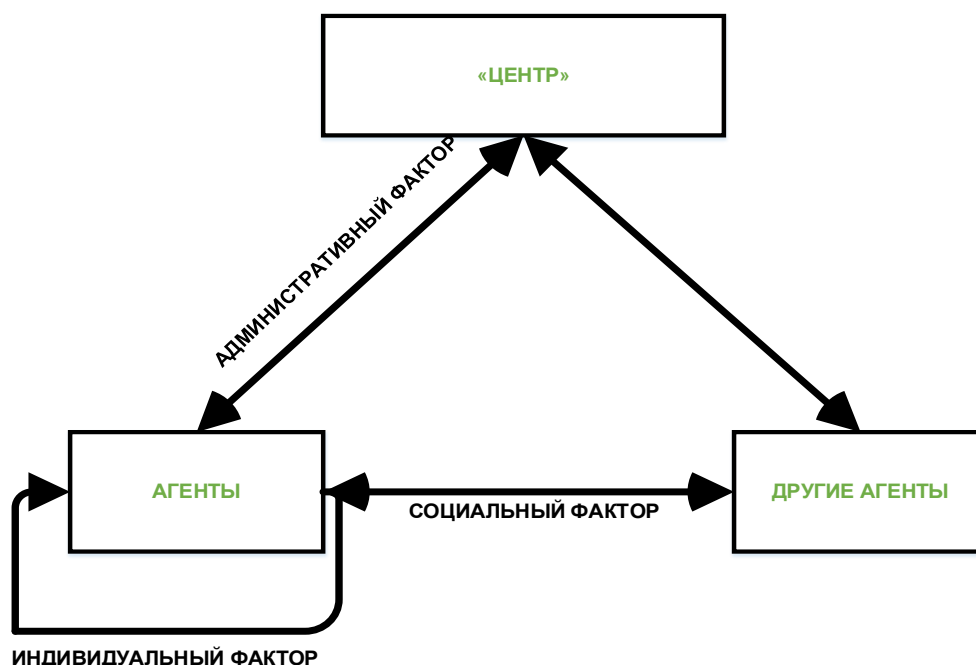 «ЦЕНТР»
АДМИНИСТРАТИВНЫЙ ФАКТОР
АГЕНТЫ
ДРУГИЕ АГЕНТЫ
СОЦИАЛЬНЫЙ ФАКТОР
ИНДИВИДУАЛЬНЫЙ ФАКТОР